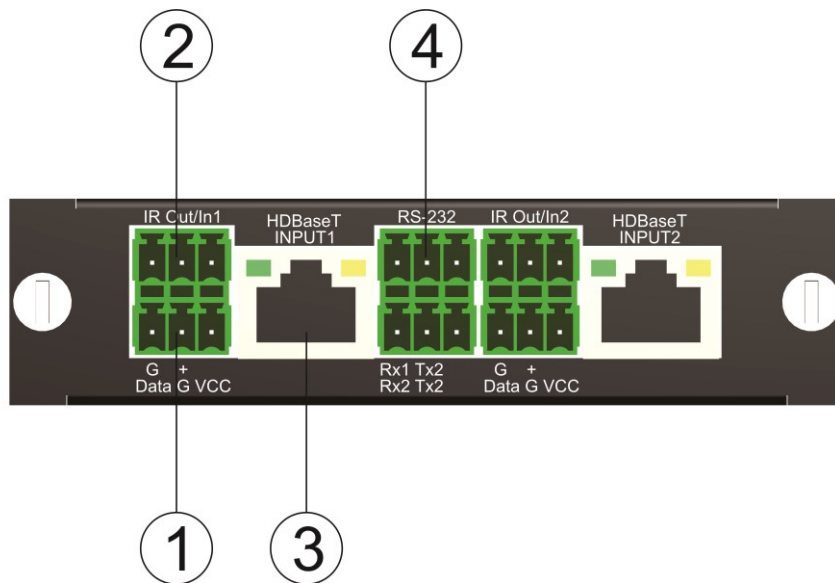 2
4
IR Out/In1
HDBaseT
INPUT1
RS-232
IR Out/In2
HDBaseT
INPUT2
G +
Data G VCC
Rx1 Tx2
Rx2 Tx2
G +
Data G VCC
1
3